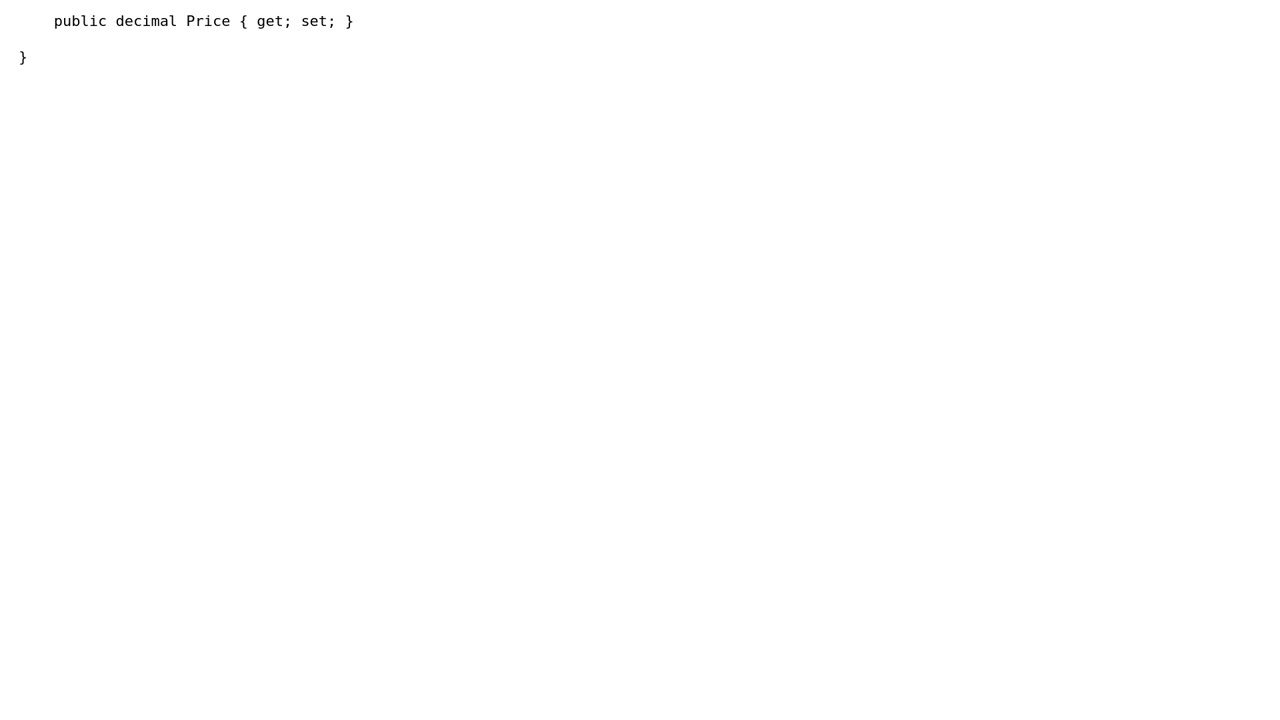 public decimal Price { get; set; }
}